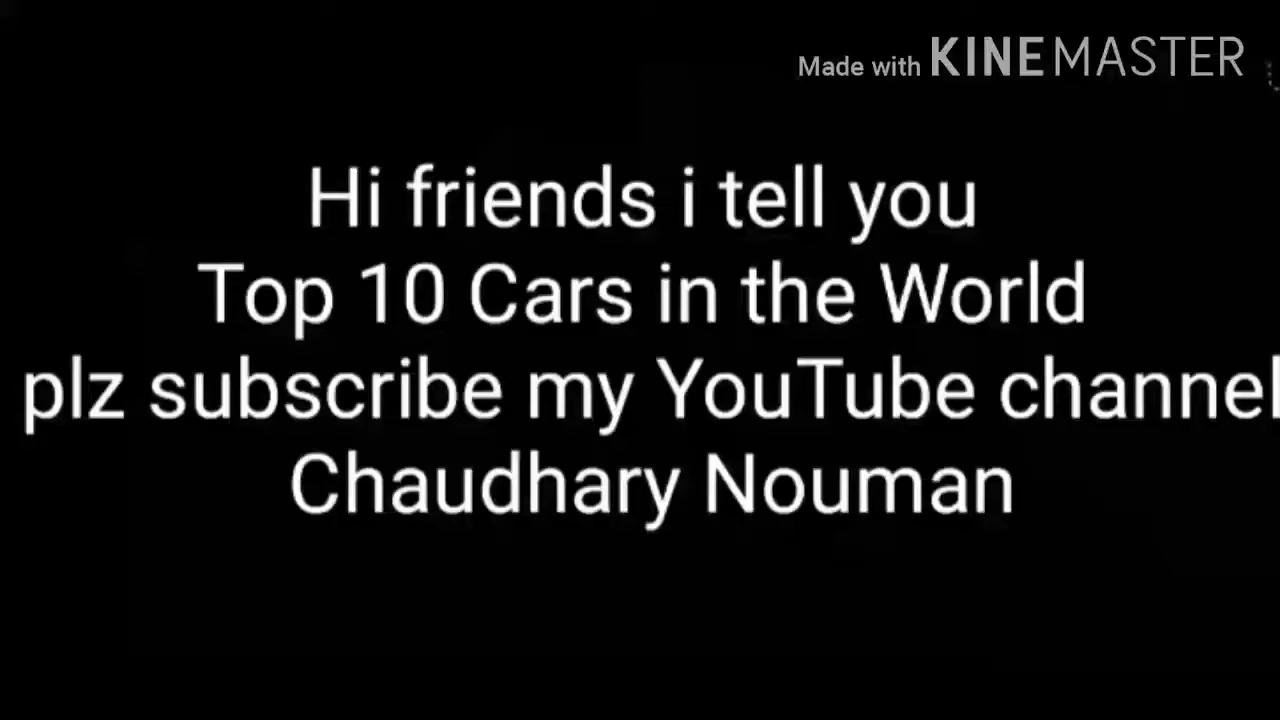 Made with KINEMASTER
Hi friends i tell you
Top 10 Cars in the World
plz subscribe my YouTube channel
Chaudhary Nouman